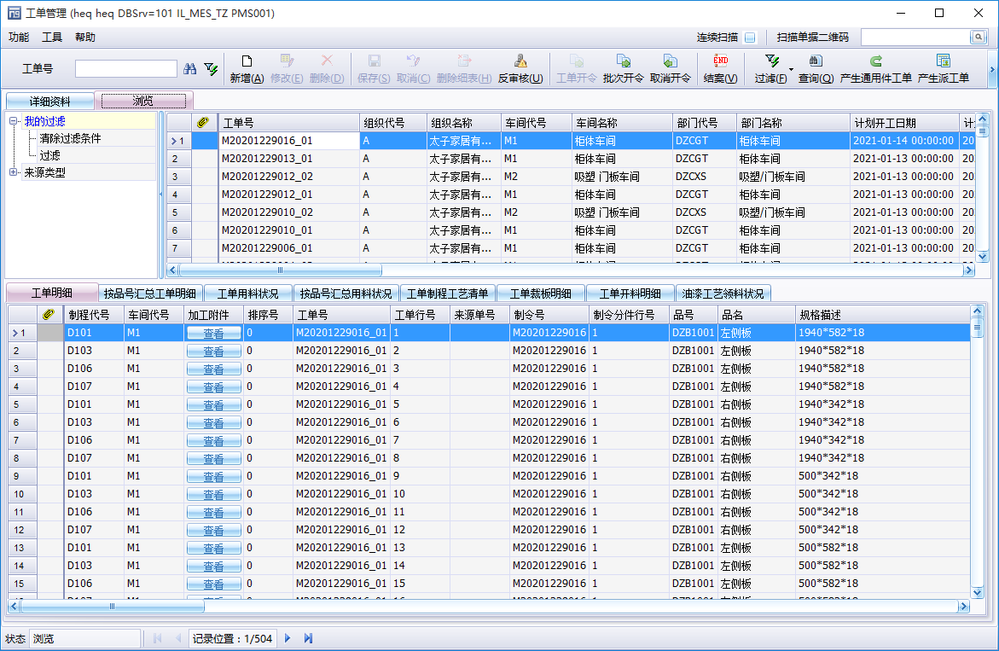 工单管理 (heq heq DBSrv=101 IL_MES_TZ PMS001)
功能 工具 帮助 连续扫描 扫描单据二维码
工单号 新增(A) 修改(E) 删除(D) 保存(S) 取消(C) 删除细表(H) 反审核(U) 工单开令 批次开令 取消开令 结案(V) 过滤(F) 查询(Q) 产生通用件工单 产生派工单
详细资料 浏览
我的过滤
清除过滤条件
过滤
来源类型
工单号 组织代号 组织名称 车间代号 车间名称 部门代号 部门名称 计划开工日期
1 M20201229016_01 A 太子家居有... M1 柜体车间 DZCGT 柜体车间 2021-01-14 00:00:00 20
2 M20201229013_01 A 太子家居有... M1 柜体车间 DZCGT 柜体车间 2021-01-13 00:00:00 20
3 M20201229012_02 A 太子家居有... M2 吸塑 门板车间 DZCXS 吸塑/门板车间 2021-01-13 00:00:00 20
4 M20201229012_01 A 太子家居有... M1 柜体车间 DZCGT 柜体车间 2021-01-13 00:00:00 20
5 M20201229010_02 A 太子家居有... M2 吸塑 门板车间 DZCXS 吸塑/门板车间 2021-01-13 00:00:00 20
6 M20201229010_01 A 太子家居有... M1 柜体车间 DZCGT 柜体车间 2021-01-13 00:00:00 20
7 M20201229006_01 A 太子家居有... M1 柜体车间 DZCGT 柜体车间 2021-01-13 00:00:00 20
工单明细 按品号汇总工单明细 工单用料状况 按品号汇总用料状况 工单制程工艺清单 工单裁板明细 工单开料明细 油漆工艺领料状况
制程代号 车间代号 加工附件 排序号 工单号 工单行号 来源单号 制令号 制令分件行号 品号 品名 规格描述
1 D101 M1 查看 0 M20201229016_01 1 M20201229016 1 DZB1001 左侧板 1940*582*18
2 D103 M1 查看 0 M20201229016_01 2 M20201229016 1 DZB1001 左侧板 1940*582*18
3 D106 M1 查看 0 M20201229016_01 3 M20201229016 1 DZB1001 左侧板 1940*582*18
4 D107 M1 查看 0 M20201229016_01 4 M20201229016 1 DZB1001 左侧板 1940*582*18
5 D101 M1 查看 0 M20201229016_01 5 M20201229016 1 DZB1001 右侧板 1940*342*18
6 D103 M1 查看 0 M20201229016_01 6 M20201229016 1 DZB1001 右侧板 1940*342*18
7 D106 M1 查看 0 M20201229016_01 7 M20201229016 1 DZB1001 右侧板 1940*342*18
8 D107 M1 查看 0 M20201229016_01 8 M20201229016 1 DZB1001 右侧板 1940*342*18
9 D101 M1 查看 0 M20201229016_01 9 M20201229016 1 DZB1001 右侧板 500*342*18
10 D103 M1 查看 0 M20201229016_01 10 M20201229016 1 DZB1001 右侧板 500*342*18
11 D106 M1 查看 0 M20201229016_01 11 M20201229016 1 DZB1001 右侧板 500*342*18
12 D107 M1 查看 0 M20201229016_01 12 M20201229016 1 DZB1001 右侧板 500*342*18
13 D101 M1 查看 0 M20201229016_01 13 M20201229016 1 DZB1001 左侧板 500*582*18
14 D103 M1 查看 0 M20201229016_01 14 M20201229016 1 DZB1001 左侧板 500*582*18
15 D106 M1 查看 0 M20201229016_01 15 M20201229016 1 DZB1001 左侧板 500*582*18
状态 浏览 记录位置：1/504